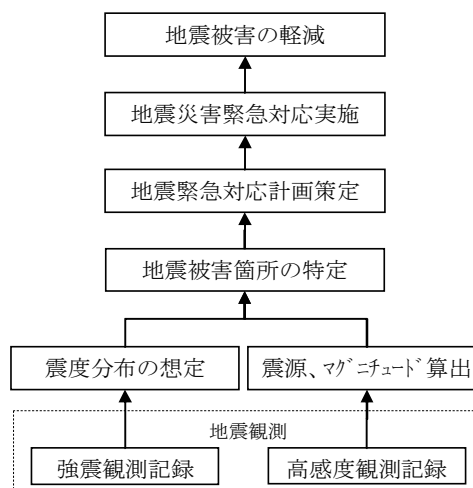 地震被害の軽減
地震災害緊急対応実施
地震緊急対応計画策定
地震被害箇所の特定
震度分布の想定
震源、マグニチュード算出
地震観測
強震観測記録
高感度観測記録